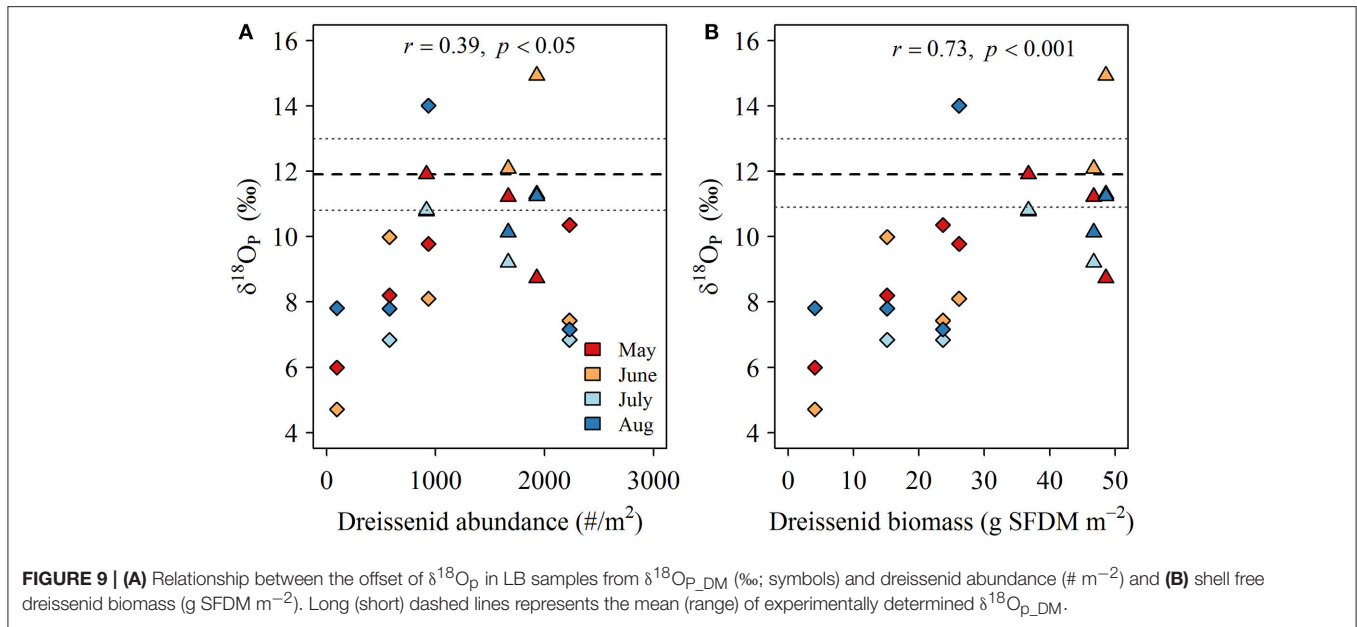 A
r = 0.39, p < 0.05
16
14
12
10
8
6
4
δ¹⁸Oₚ (‰)
0 1000 2000 3000
Dreissenid abundance (#/m²)
May
June
July
Aug
B
r = 0.73, p < 0.001
16
14
12
10
8
6
4
δ¹⁸Oₚ (‰)
0 10 20 30 40 50
Dreissenid biomass (g SFDM m⁻²)
FIGURE 9 | (A) Relationship between the offset of δ¹⁸Op in LB samples from δ¹⁸OP_DM (‰; symbols) and dreissenid abundance (# m⁻²) and (B) shell free
dreissenid biomass (g SFDM m⁻²). Long (short) dashed lines represents the mean (range) of experimentally determined δ¹⁸Op_DM.